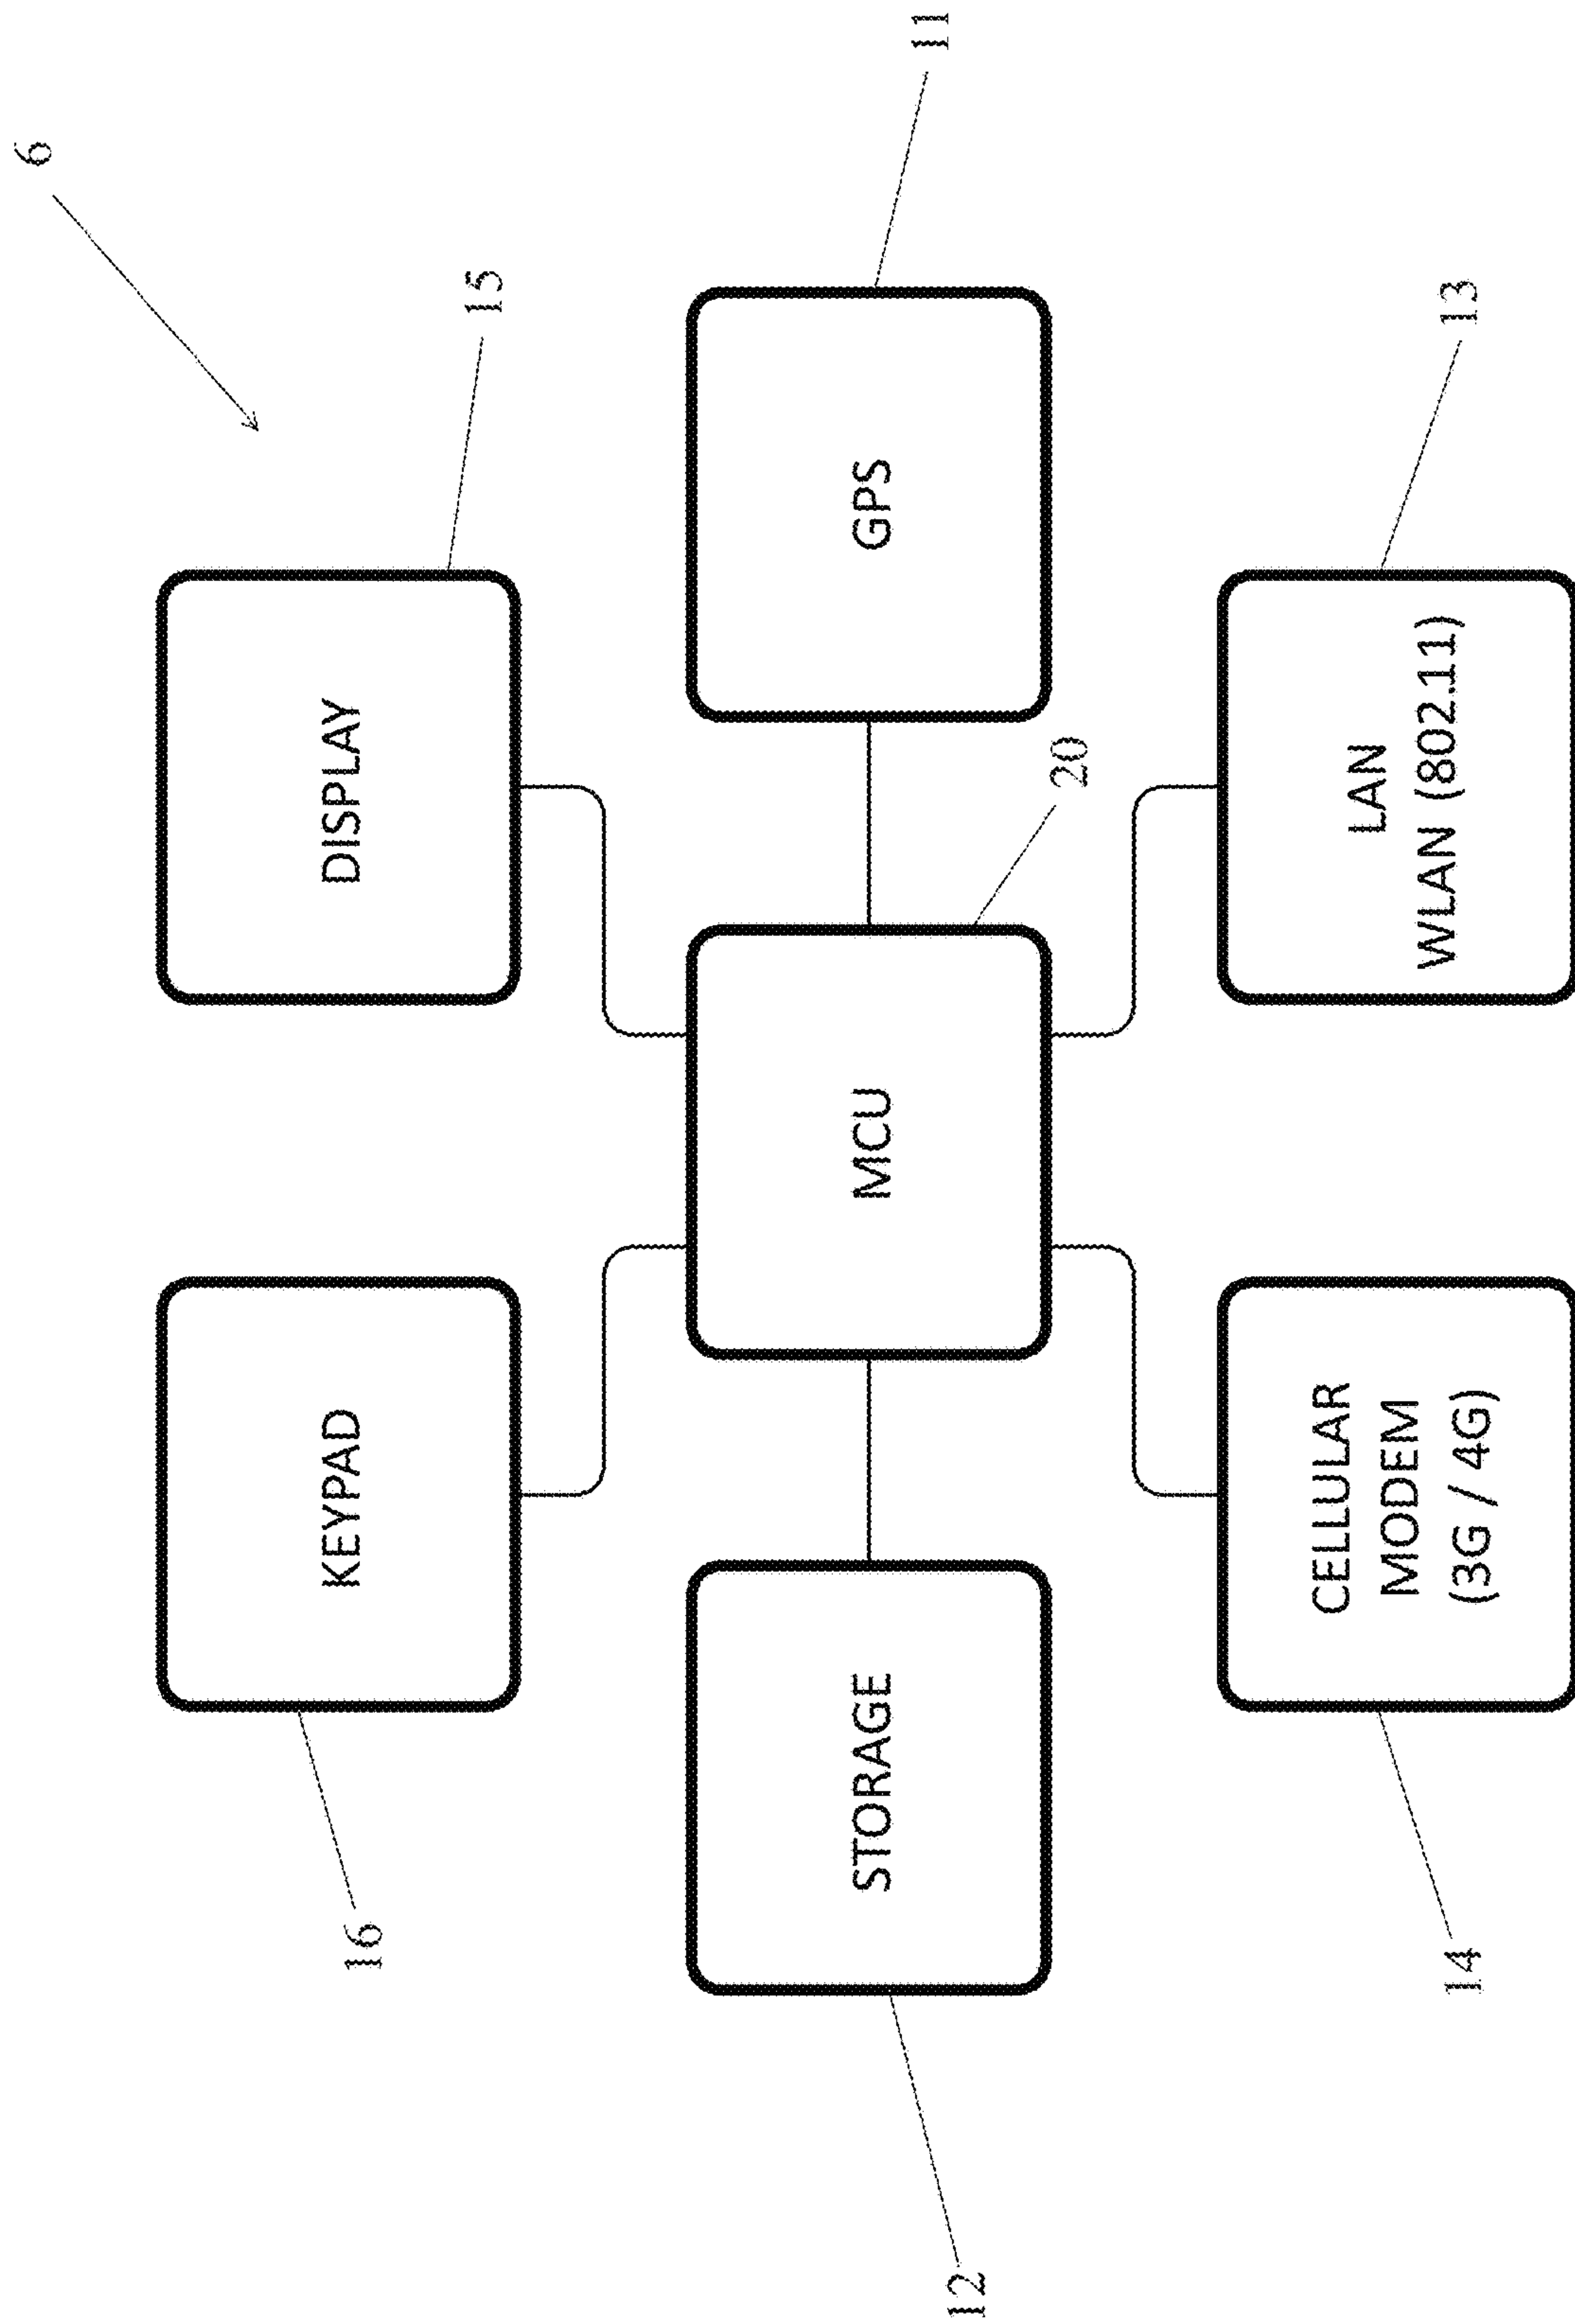 6
16
KEYPAD
DISPLAY
15
12
STORAGE
MCU
20
GPS
11
14
CELLULAR
MODEM
(3G / 4G)
LAN
WLAN (802.11)
13